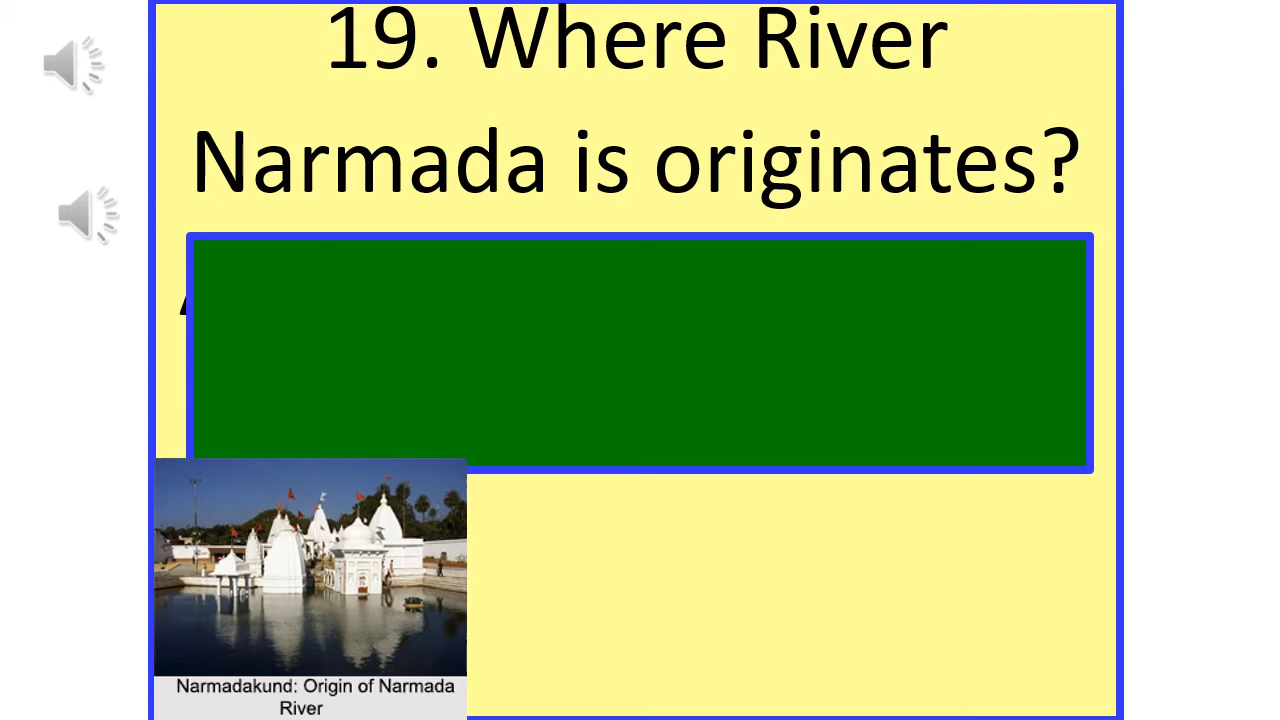 19. Where River
Narmada is originates?
Narmadakund: Origin of Narmada
River